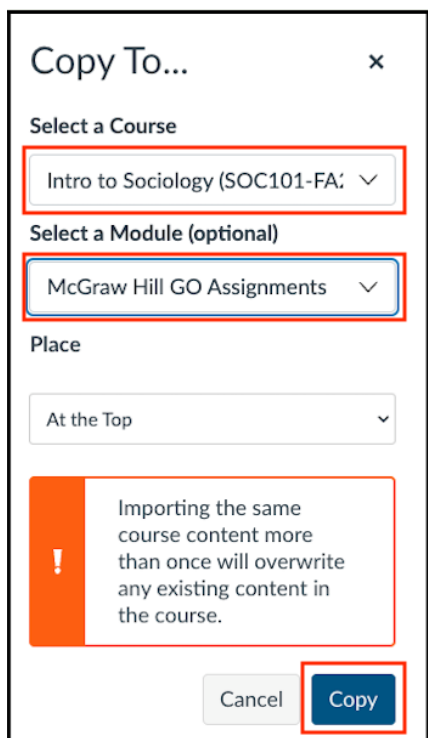 Copy To... ×
Select a Course
Intro to Sociology (SOC101-FA
Select a Module (optional)
McGraw Hill GO Assignments
Place
At the Top
!
Importing the same
course content more
than once will overwrite
any existing content in
the course.
Cancel Copy